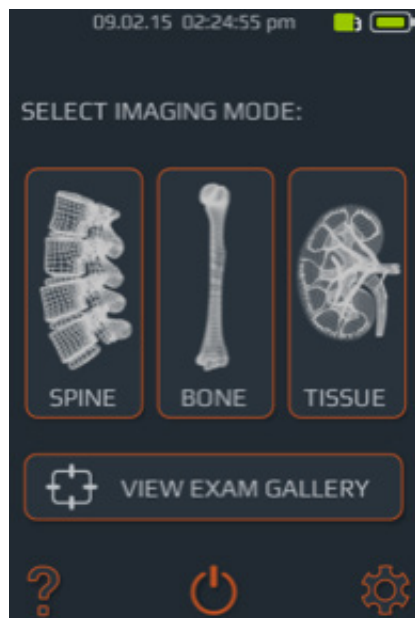 09.02.15 02:24:55 pm
SELECT IMAGING MODE:
SPINE BONE TISSUE
VIEW EXAM GALLERY
?